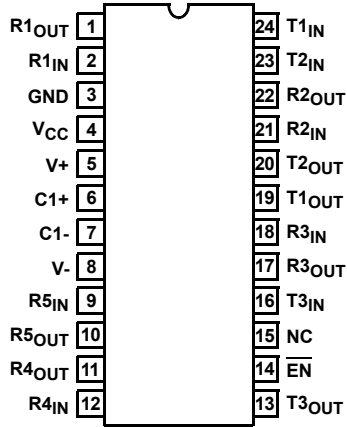 R1OUT 1 24 T1IN
R1IN 2 23 T2IN
GND 3 22 R2OUT
VCC 4 21 R2IN
V+ 5 20 T2OUT
C1+ 6 19 T1OUT
C1- 7 18 R3IN
V- 8 17 R3OUT
R5IN 9 16 T3IN
R5OUT 10 15 NC
R4OUT 11 14 E̅N̅
R4IN 12 13 T3OUT